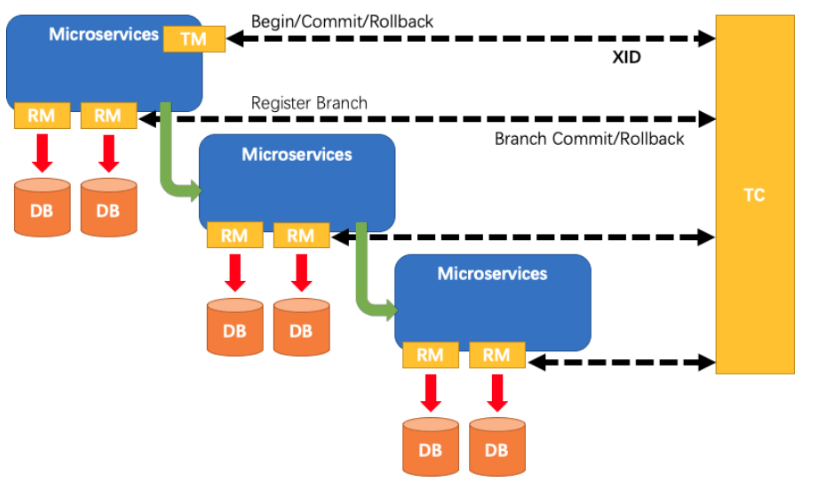 Begin/Commit/Rollback
Microservices
TM
XID
Register Branch
RM
RM
Branch Commit/Rollback
Microservices
DB
DB
TC
RM
RM
Microservices
DB
DB
RM
RM
DB
DB